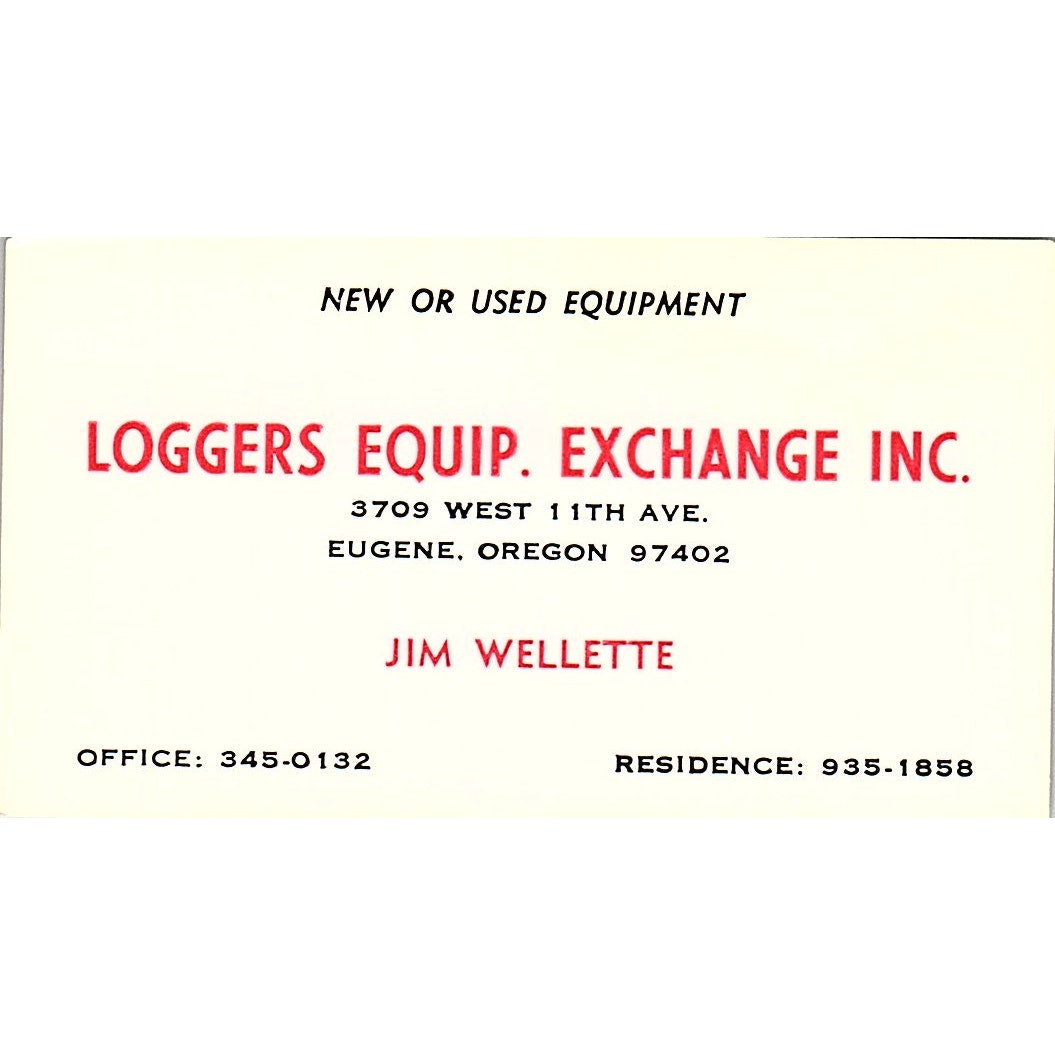 NEW OR USED EQUIPMENT
LOGGERS EQUIP. EXCHANGE INC.
3709 WEST 11TH AVE.
EUGENE, OREGON 97402
JIM WELLETTE
OFFICE: 345-0132
RESIDENCE: 935-1858